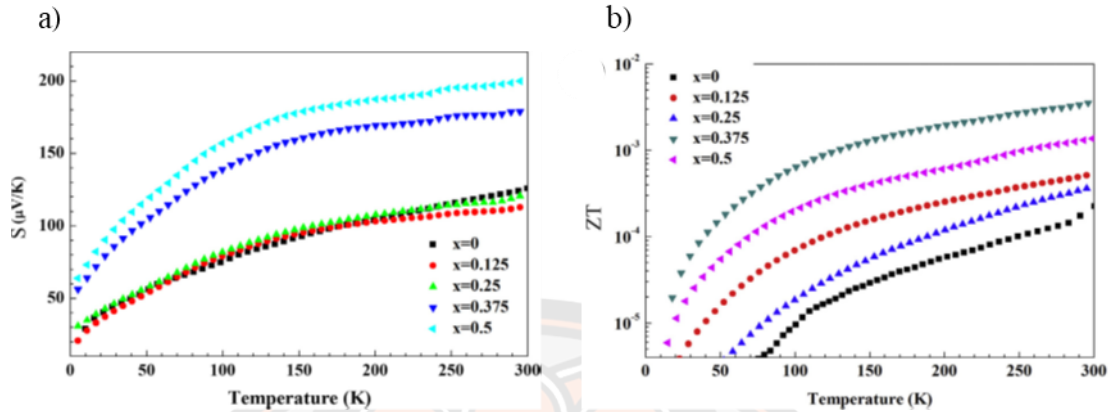 a)
b)
S (μV/K)
200
150
100
50
0
50
100
150
200
250
300
Temperature (K)
x=0
x=0.125
x=0.25
x=0.375
x=0.5
ZT
10⁻²
10⁻³
10⁻⁴
10⁻⁵
0
50
100
150
200
250
300
Temperature (K)
x=0
x=0.125
x=0.25
x=0.375
x=0.5